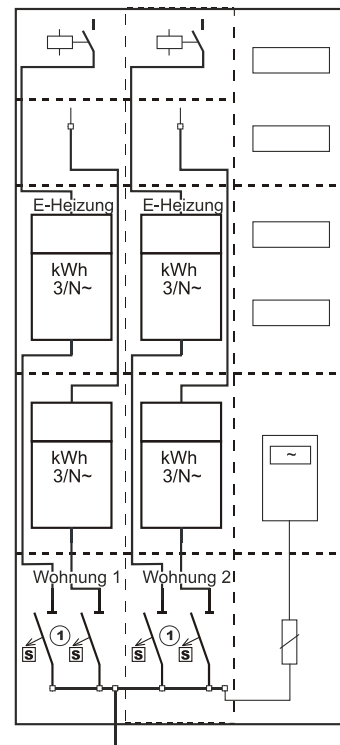 E-Heizung E-Heizung
kWh kWh
3/N~ 3/N~
kWh kWh
3/N~ 3/N~
~
Wohnung 1 Wohnung 2
1 1
S S S S